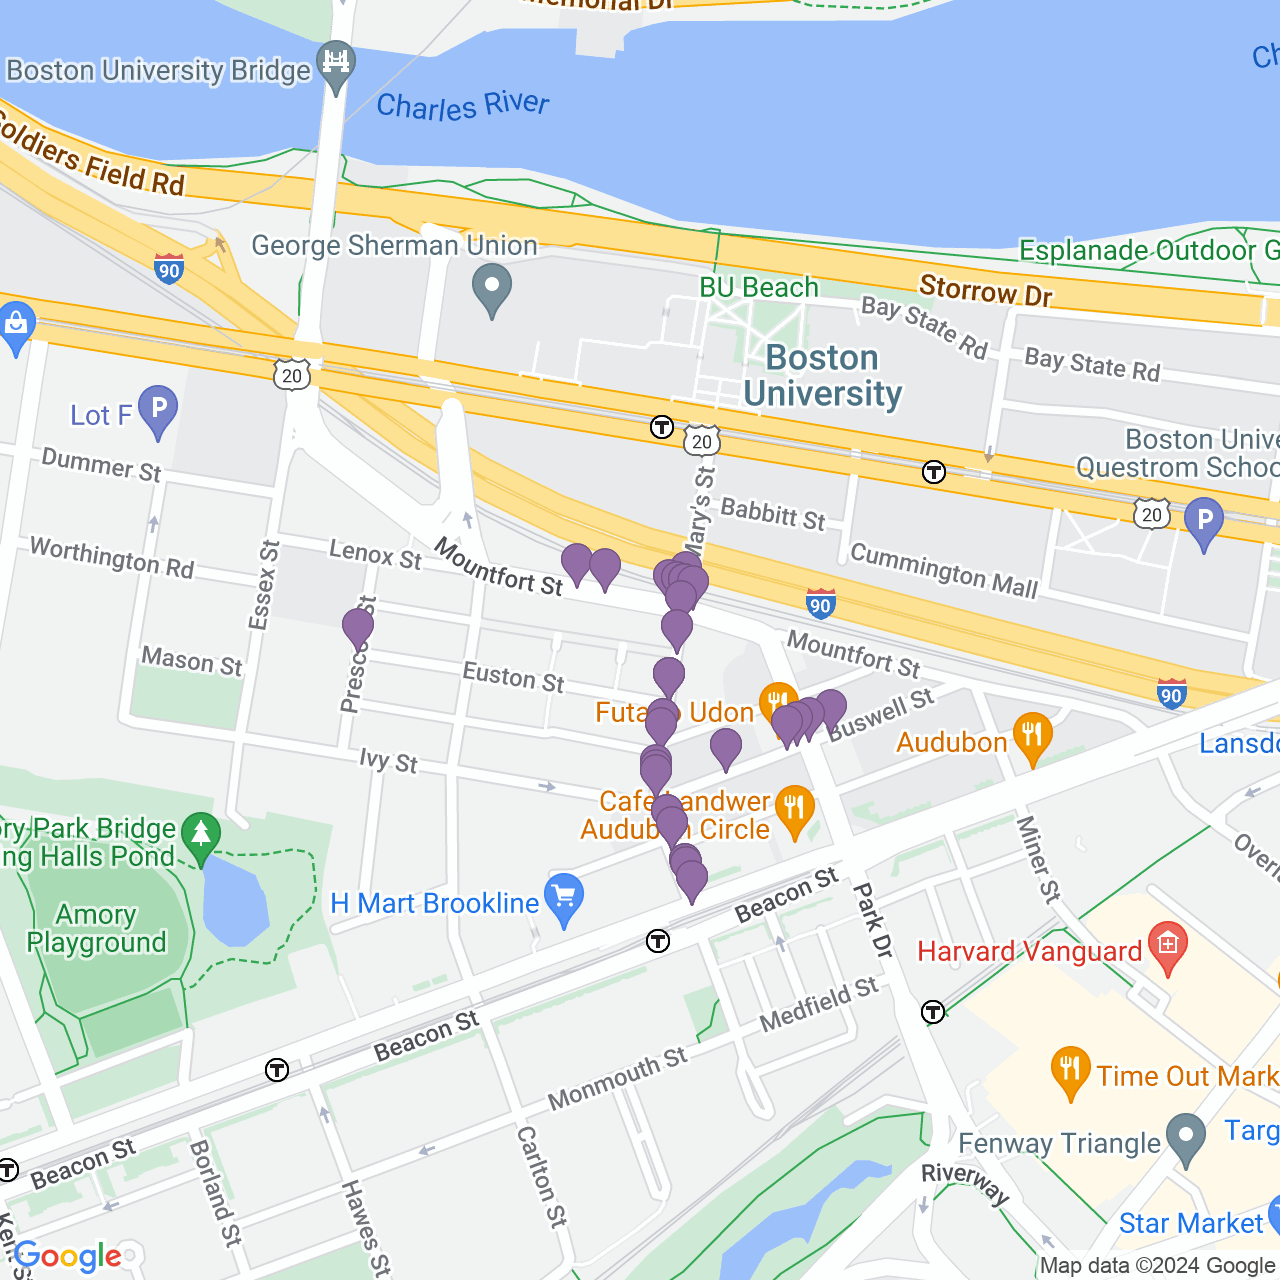 Memorial Dr
Boston University Bridge
Charles River
Soldiers Field Rd
George Sherman Union
90
Esplanade Outdoor G
BU Beach
Storrow Dr
Bay State Rd
Boston
University
Bay State Rd
20
Lot F
P
T
20
Boston Unive
Questrom Schoo
Dummer St
T
Mary's St
Babbitt St
20
P
Worthington Rd
Lenox St
Mountfort St
Essex St
Cummington Mall
90
Prescott St
Mason St
Euston St
Mountfort St
90
Futago Udon
Buswell St
Audubon
Lansdo
Ivy St
Cafe Landwer
Audubon Circle
ory Park Bridge
ng Halls Pond
Miner St
Overl
H Mart Brookline
Beacon St
Park Dr
Amory
Playground
T
Harvard Vanguard
Medfield St
T
Beacon St
T
Monmouth St
Time Out Mark
Carlton St
Fenway Triangle
Targ
Beacon St
T
Borland St
Hawes St
Riverway
Star Market
Kent St
Google
Map data ©2024 Google